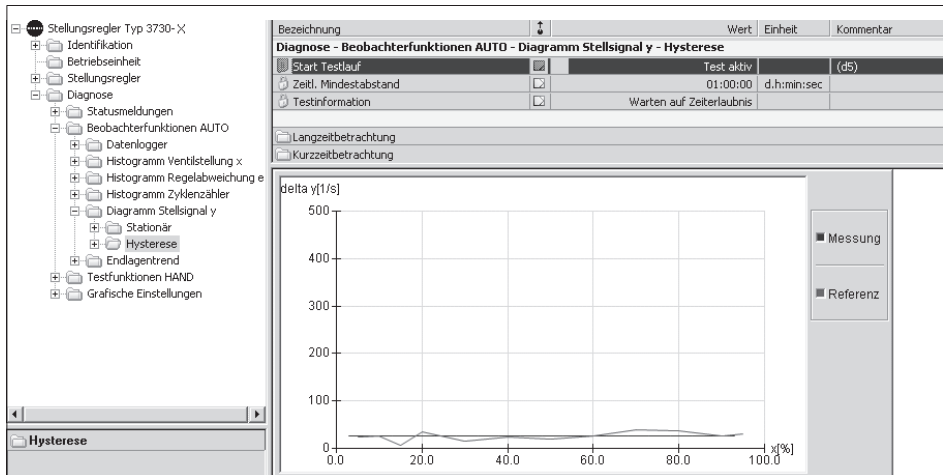 Stellungsregler Typ 3730-X
Identifikation
Betriebseinheit
Stellungsregler
Diagnose
Statusmeldungen
Beobachterfunktionen AUTO
Datenlogger
Histogramm Ventilstellung x
Histogramm Regelabweichung e
Histogramm Zyklenzähler
Diagramm Stellsignal y
Stationär
Hysterese
Endlagentrend
Testfunktionen HAND
Grafische Einstellungen
Hysterese
Bezeichnung Wert Einheit Kommentar
Diagnose - Beobachterfunktionen AUTO - Diagramm Stellsignal y - Hysterese
Start Testlauf Test aktiv (d5)
Zeitl. Mindestabstand 01:00:00 d.h:min:sec
Testinformation Warten auf Zeiterlaubnis
Langzeitbetrachtung
Kurzzeitbetrachtung
delta y[1/s]
500
400
300
200
100
0
0.0 20.0 40.0 60.0 80.0 100.0 x[%]
Messung
Referenz